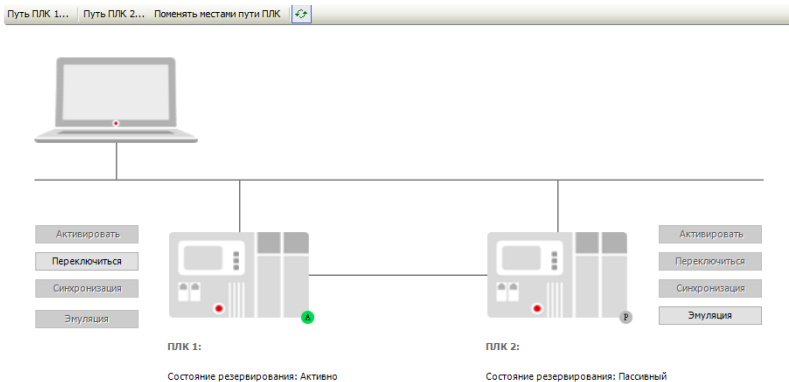 Путь ПЛК 1... Путь ПЛК 2... Поменять местами пути ПЛК
Активировать
Переключиться
Синхронизация
Эмуляция
A
ПЛК 1:
Состояние резервирования: Активно
P
ПЛК 2:
Состояние резервирования: Пассивный
Активировать
Переключиться
Синхронизация
Эмуляция